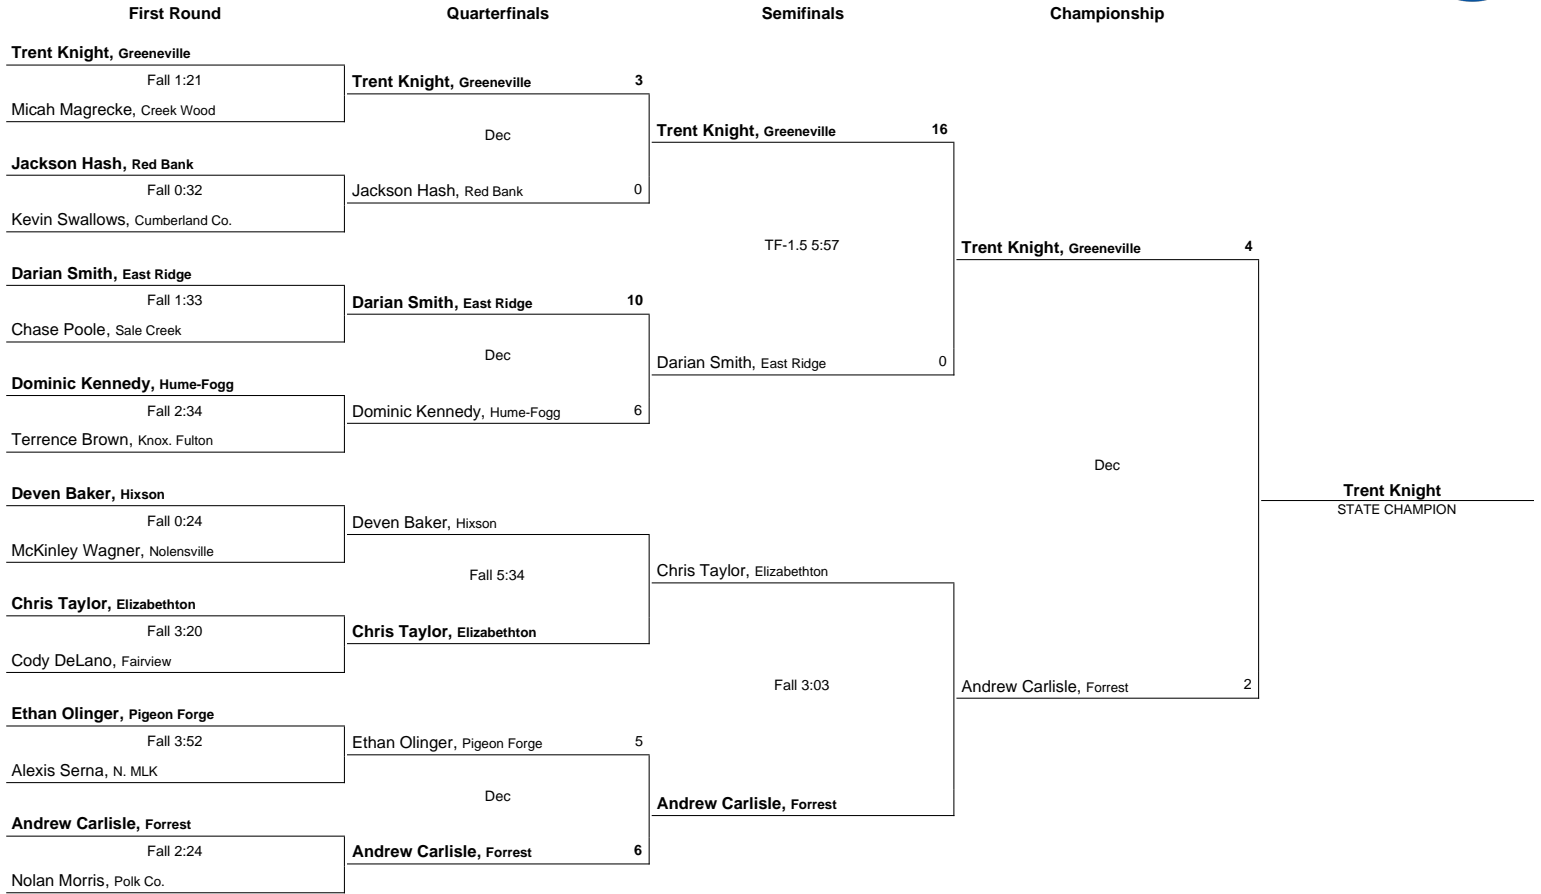 First Round
Quarterfinals
Semifinals
Championship
Trent Knight, Greeneville
Fall 1:21
Micah Magrecke, Creek Wood
Jackson Hash, Red Bank
Fall 0:32
Kevin Swallows, Cumberland Co.
Darian Smith, East Ridge
Fall 1:33
Chase Poole, Sale Creek
Dominic Kennedy, Hume-Fogg
Fall 2:34
Terrence Brown, Knox. Fulton
Deven Baker, Hixson
Fall 0:24
McKinley Wagner, Nolensville
Chris Taylor, Elizabethton
Fall 3:20
Cody DeLano, Fairview
Ethan Olinger, Pigeon Forge
Fall 3:52
Alexis Serna, N. MLK
Andrew Carlisle, Forrest
Fall 2:24
Nolan Morris, Polk Co.
Trent Knight, Greeneville 3
Dec
Jackson Hash, Red Bank 0
Darian Smith, East Ridge 10
Dec
Dominic Kennedy, Hume-Fogg 6
Deven Baker, Hixson
Fall 5:34
Chris Taylor, Elizabethton
Ethan Olinger, Pigeon Forge 5
Dec
Andrew Carlisle, Forrest 6
Trent Knight, Greeneville 16
TF-1.5 5:57
Darian Smith, East Ridge 0
Chris Taylor, Elizabethton
Fall 3:03
Andrew Carlisle, Forrest
Trent Knight, Greeneville 4
Dec
Andrew Carlisle, Forrest 2
Trent Knight
STATE CHAMPION